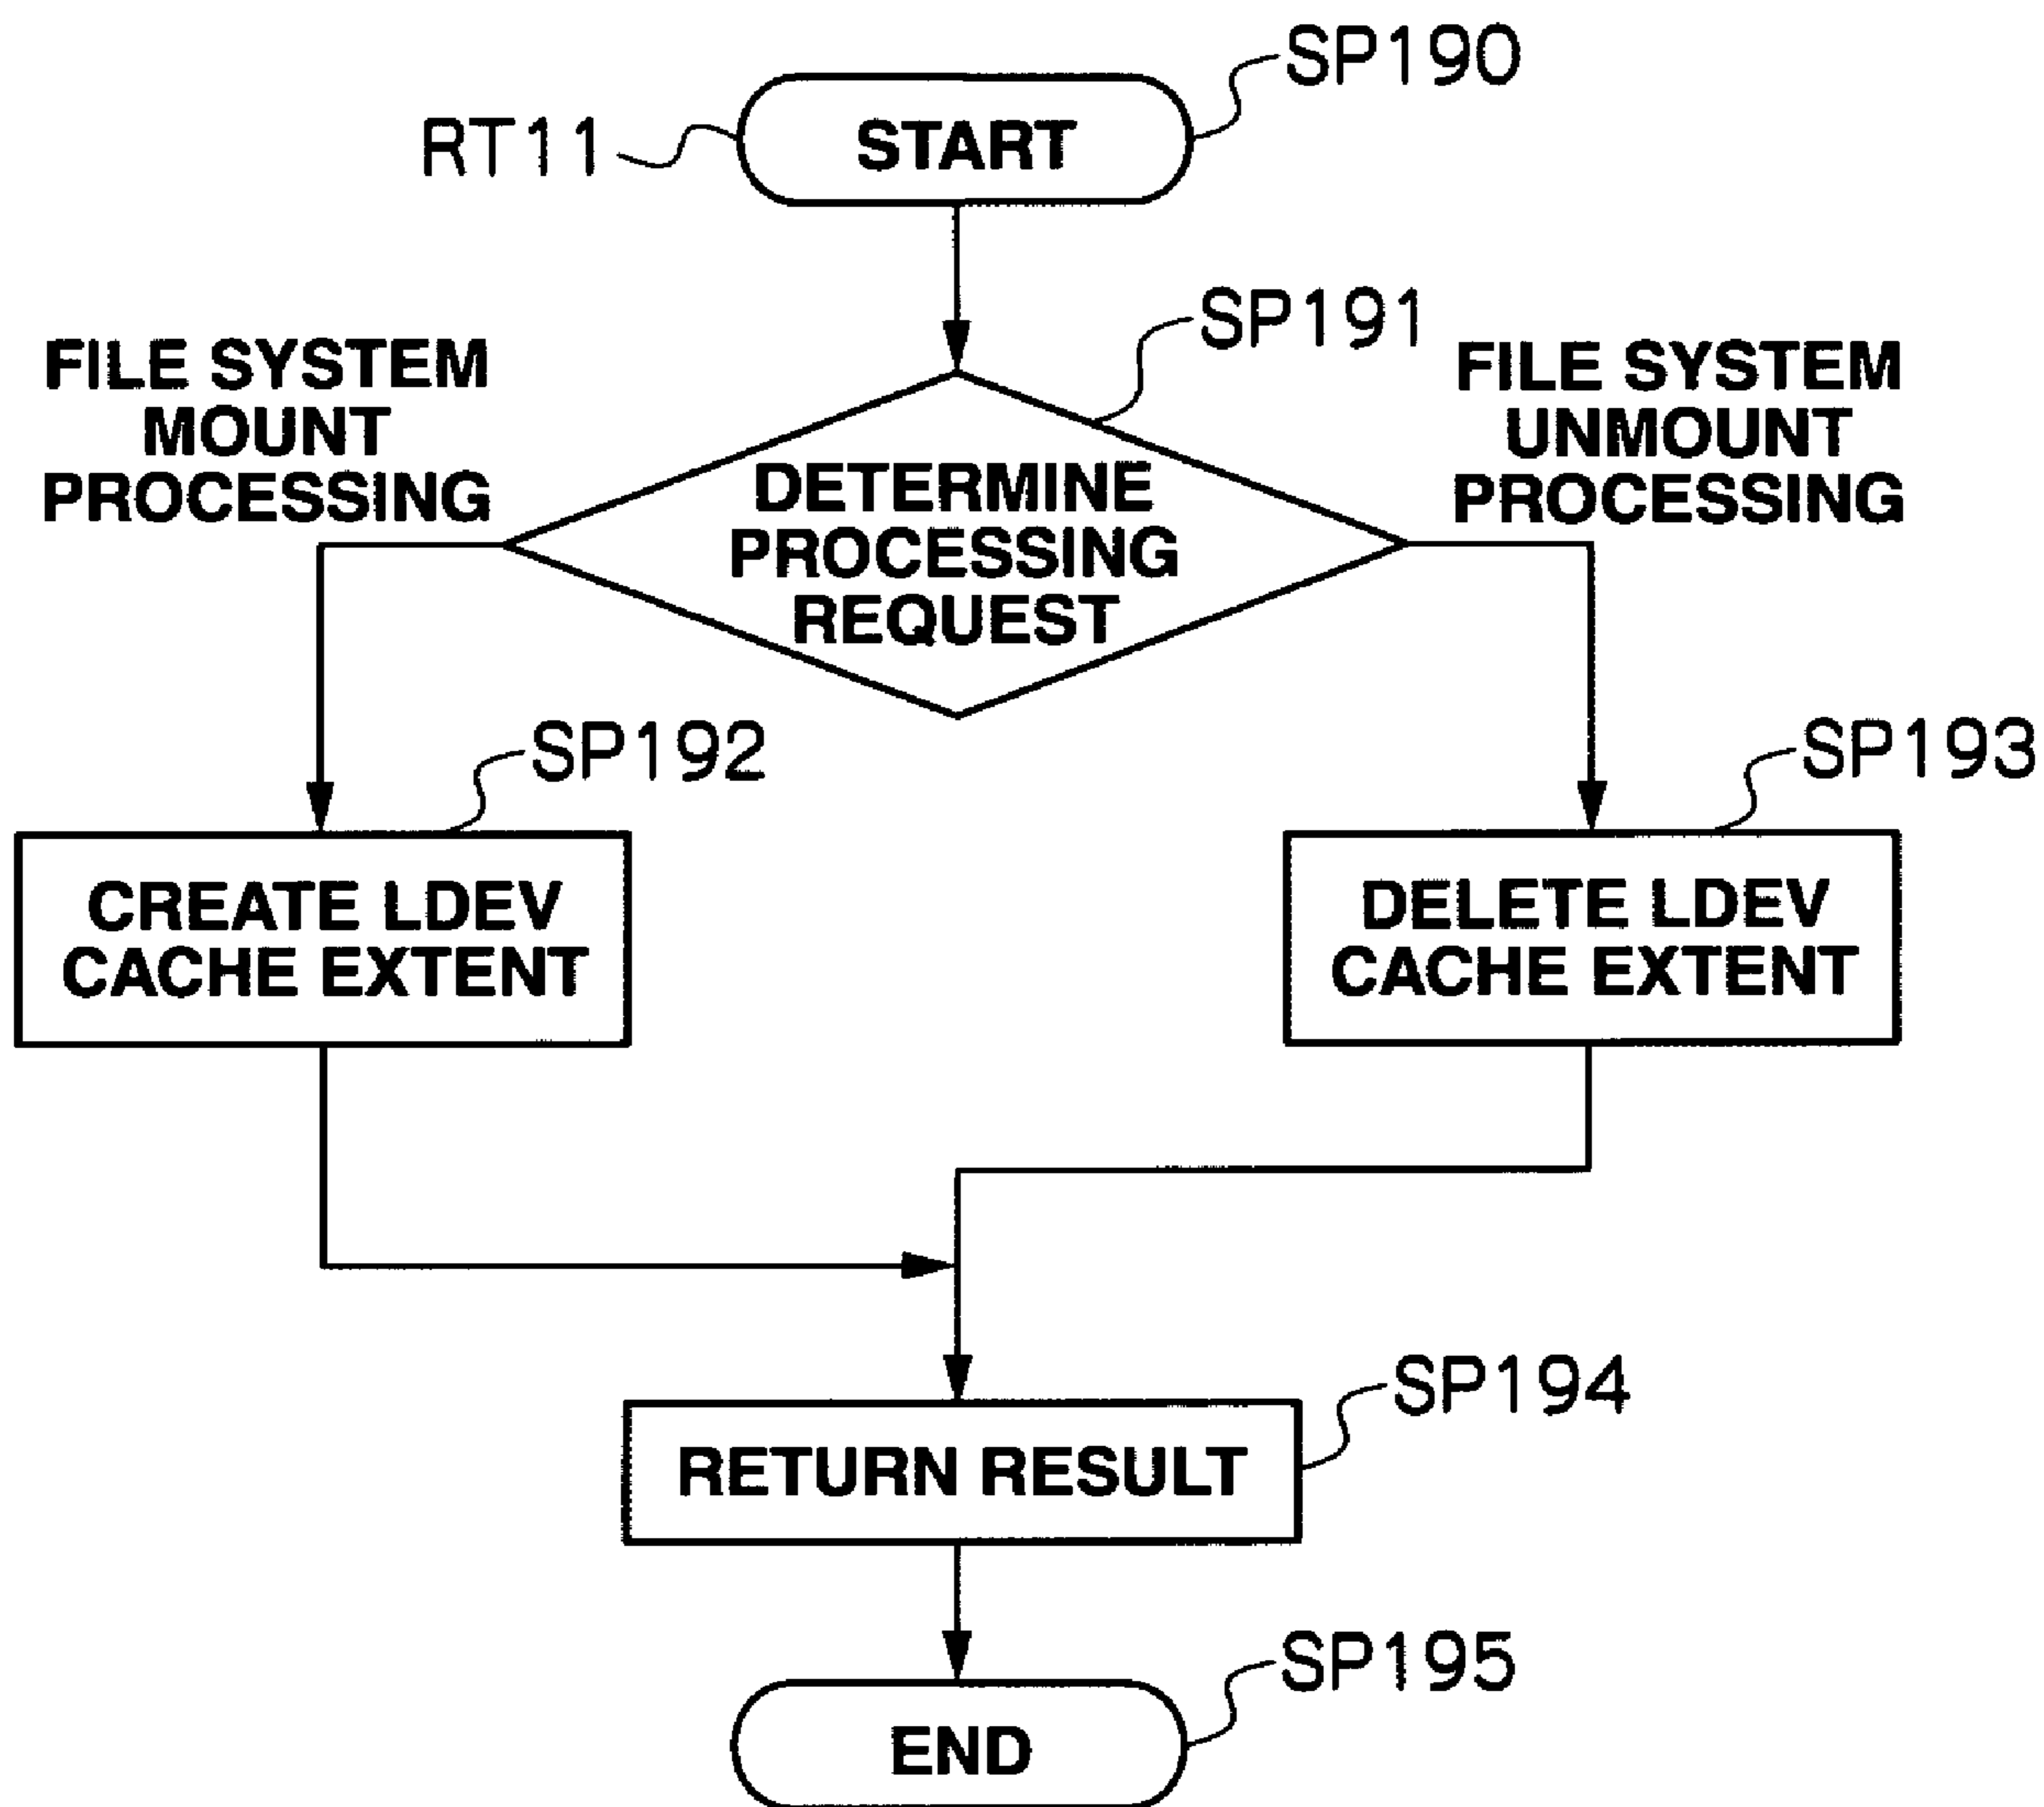 SP190
RT11
START
SP191
FILE SYSTEM
MOUNT
PROCESSING
FILE SYSTEM
UNMOUNT
PROCESSING
DETERMINE
PROCESSING
REQUEST
SP192
SP193
CREATE LDEV
CACHE EXTENT
DELETE LDEV
CACHE EXTENT
SP194
RETURN RESULT
SP195
END